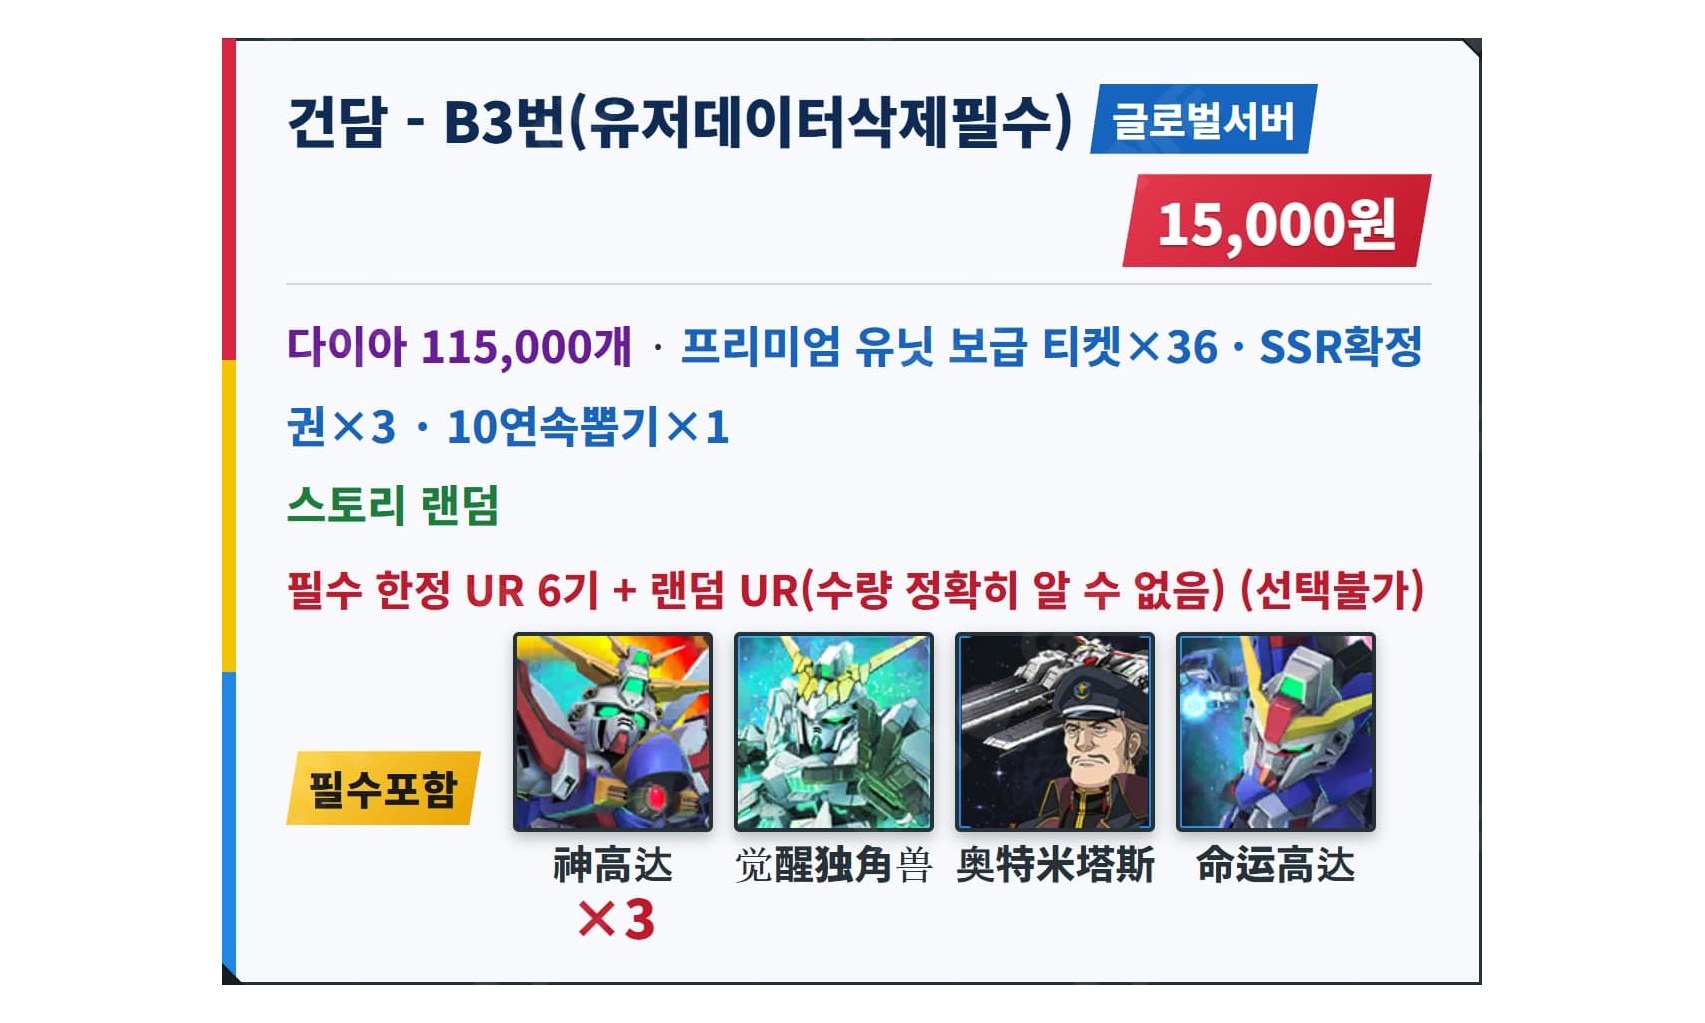 건담 - B3번(유저데이터삭제필수) 글로벌서버
15,000원
다이아 115,000개 · 프리미엄 유닛 보급 티켓×36 · SSR확정
권×3 · 10연속뽑기×1
스토리 랜덤
필수 한정 UR 6기 + 랜덤 UR(수량 정확히 알 수 없음) (선택불가)
필수포함
神高达 觉醒独角兽 奥特米塔斯 命运高达
×3